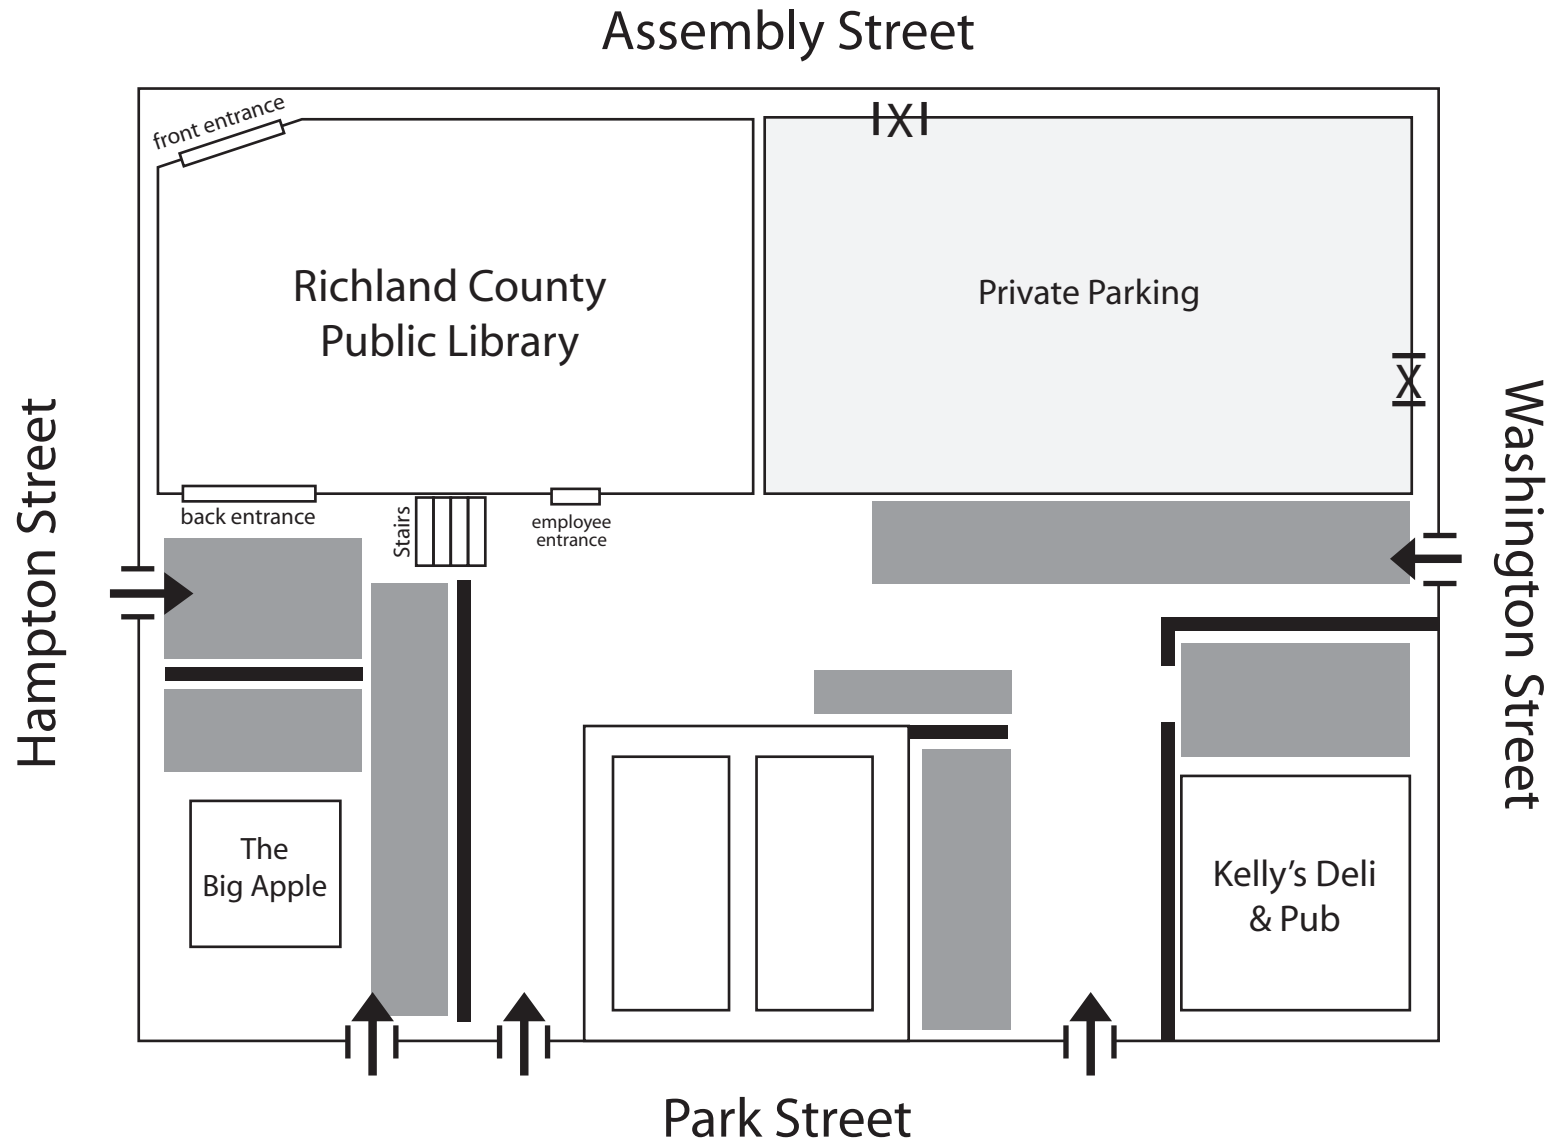 Assembly Street
front entrance
X
Richland County
Public Library
Private Parking
X
Hampton Street
Washington Street
back entrance
Stairs
employee
entrance
The
Big Apple
Kelly’s Deli
& Pub
Park Street